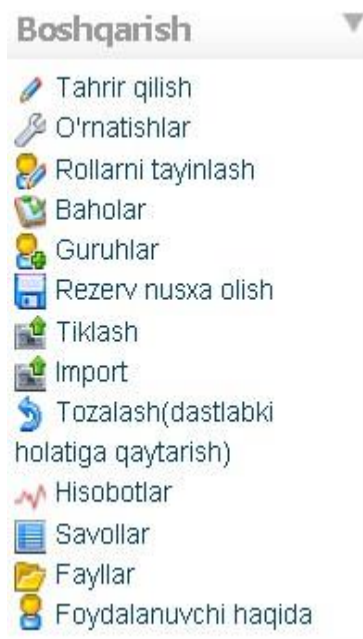 Boshqarish
Tahrir qilish
O'rnatishlar
Rollarni tayinlash
Baholar
Guruhlar
Rezerv nusxa olish
Tiklash
Import
Tozalash(dastlabki
holatiga qaytarish)
Hisobotlar
Savollar
Fayllar
Foydalanuvchi haqida